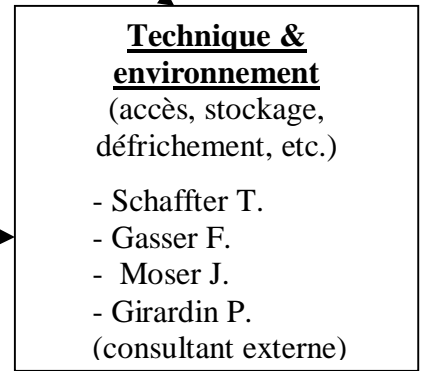 Technique &
environnement
(accès, stockage,
défrichement, etc.)
- Schaffter T.
- Gasser F.
- Moser J.
- Girardin P.
(consultant externe)